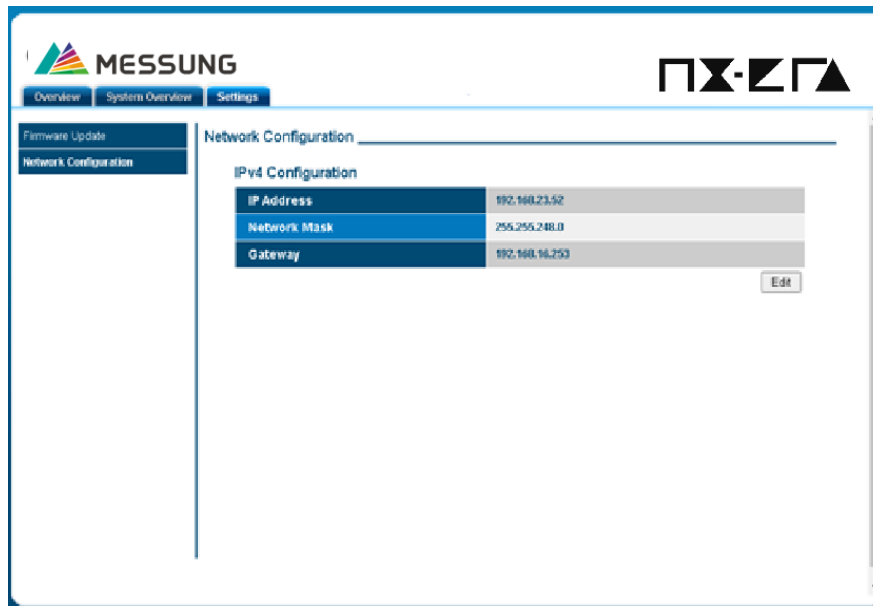 MESSUNG
NX-ERA
Overview System Overview Settings
Firmware Update
Network Configuration
Network Configuration
IPv4 Configuration
IP Address 192.168.23.52
Network Mask 255.255.248.0
Gateway 192.168.16.253
Edit